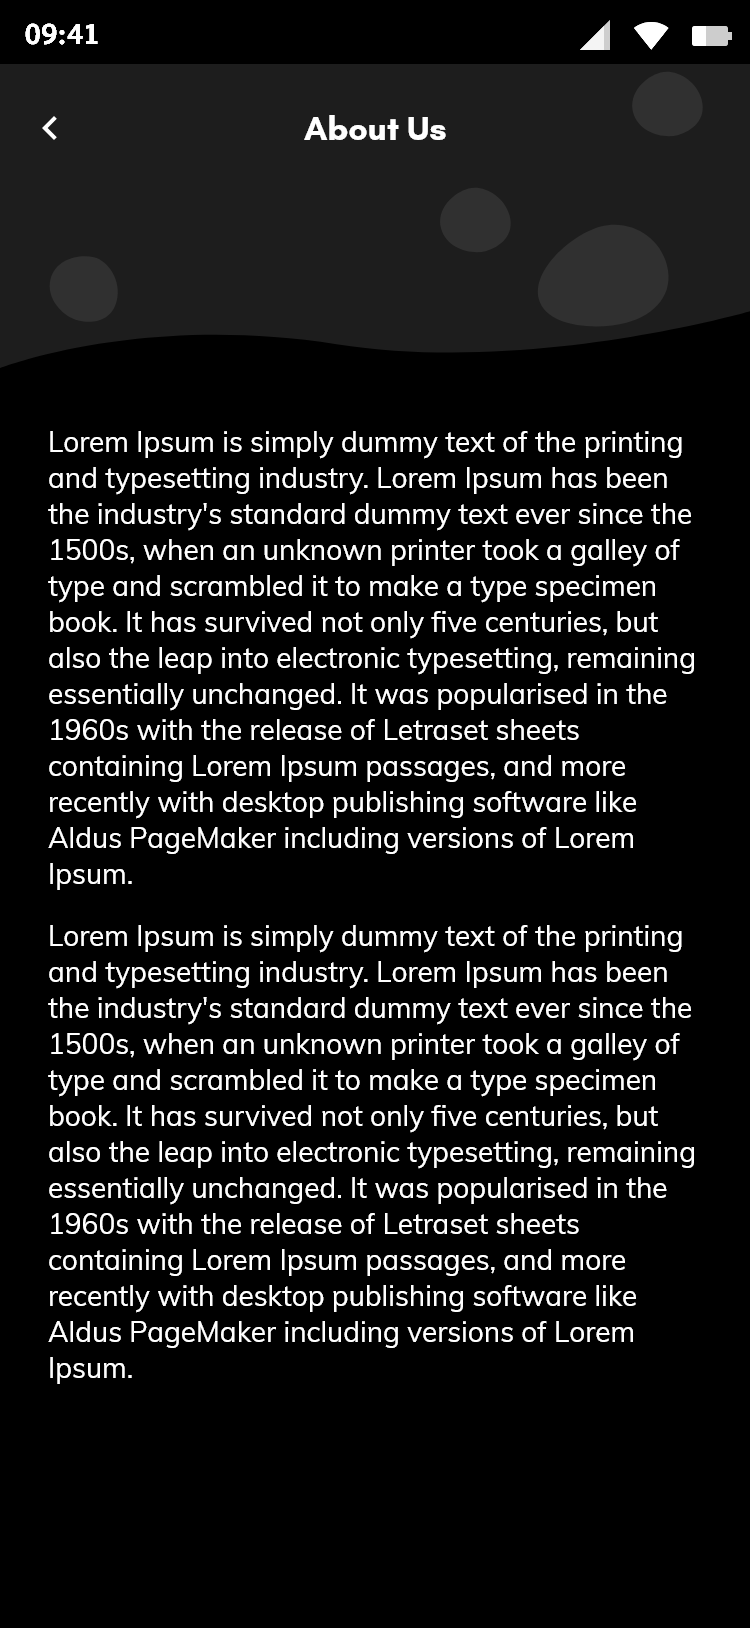 09:41
About Us
Lorem Ipsum is simply dummy text of the printing
and typesetting industry. Lorem Ipsum has been
the industry's standard dummy text ever since the
1500s, when an unknown printer took a galley of
type and scrambled it to make a type specimen
book. It has survived not only five centuries, but
also the leap into electronic typesetting, remaining
essentially unchanged. It was popularised in the
1960s with the release of Letraset sheets
containing Lorem Ipsum passages, and more
recently with desktop publishing software like
Aldus PageMaker including versions of Lorem
Ipsum.
Lorem Ipsum is simply dummy text of the printing
and typesetting industry. Lorem Ipsum has been
the industry's standard dummy text ever since the
1500s, when an unknown printer took a galley of
type and scrambled it to make a type specimen
book. It has survived not only five centuries, but
also the leap into electronic typesetting, remaining
essentially unchanged. It was popularised in the
1960s with the release of Letraset sheets
containing Lorem Ipsum passages, and more
recently with desktop publishing software like
Aldus PageMaker including versions of Lorem
Ipsum.